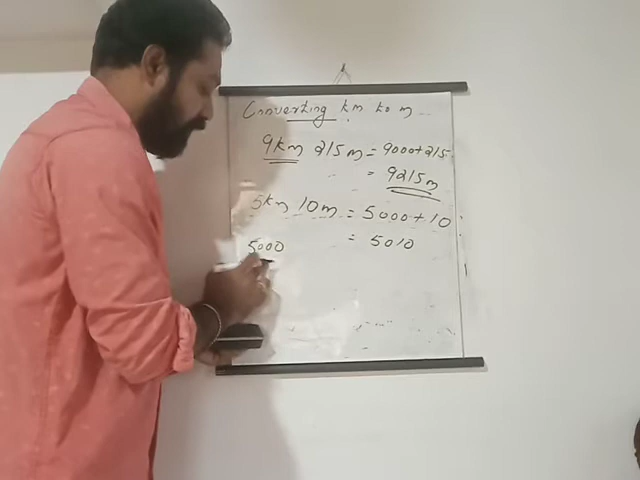 Converting km to m
9km 215m = 9000+215
= 9215m
5km 10m = 5000+10
= 5010
5000